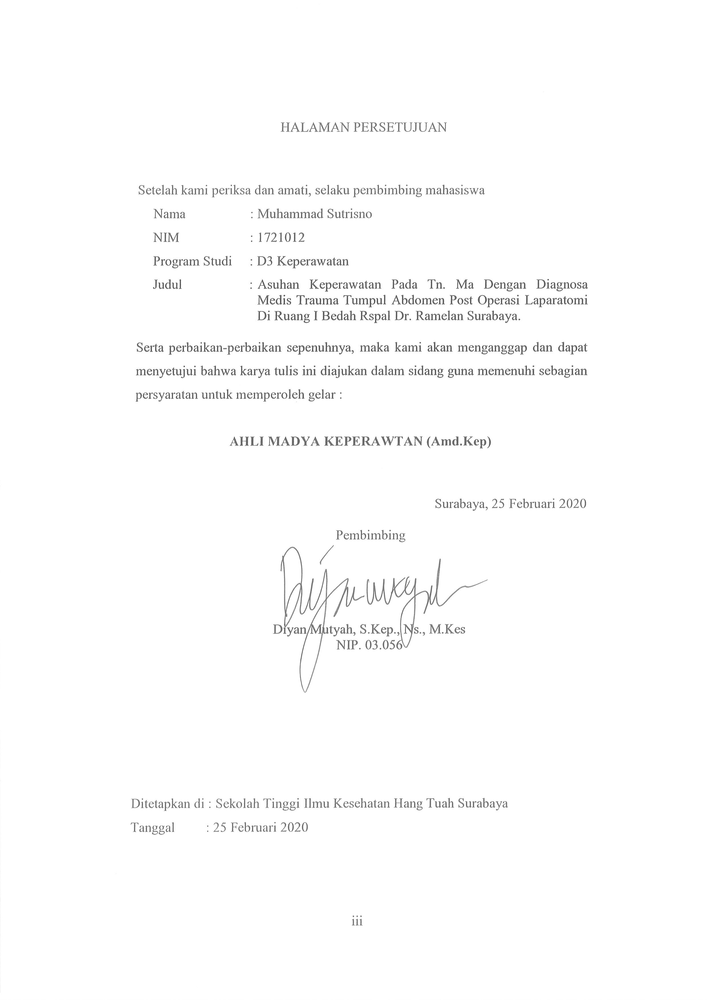 HALAMAN PERSETUJUAN
Setelah kami periksa dan amati, selaku pembimbing mahasiswa
Nama : Muhammad Sutrisno
NIM : 1721012
Program Studi : D3 Keperawatan
Judul : Asuhan Keperawatan Pada Tn. Ma Dengan Diagnosa
Medis Trauma Tumpul Abdomen Post Operasi Laparatomi
Di Ruang I Bedah Rspal Dr. Ramelan Surabaya.
Serta perbaikan-perbaikan sepenuhnya, maka kami akan menganggap dan dapat
menyetujui bahwa karya tulis ini diajukan dalam sidang guna memenuhi sebagian
persyaratan untuk memperoleh gelar :
AHLI MADYA KEPERAWTAN (Amd.Kep)
Surabaya, 25 Februari 2020
Pembimbing
Diyan Mutyah, S.Kep., Ns., M.Kes
NIP. 03.056
Ditetapkan di : Sekolah Tinggi Ilmu Kesehatan Hang Tuah Surabaya
Tanggal : 25 Februari 2020
iii